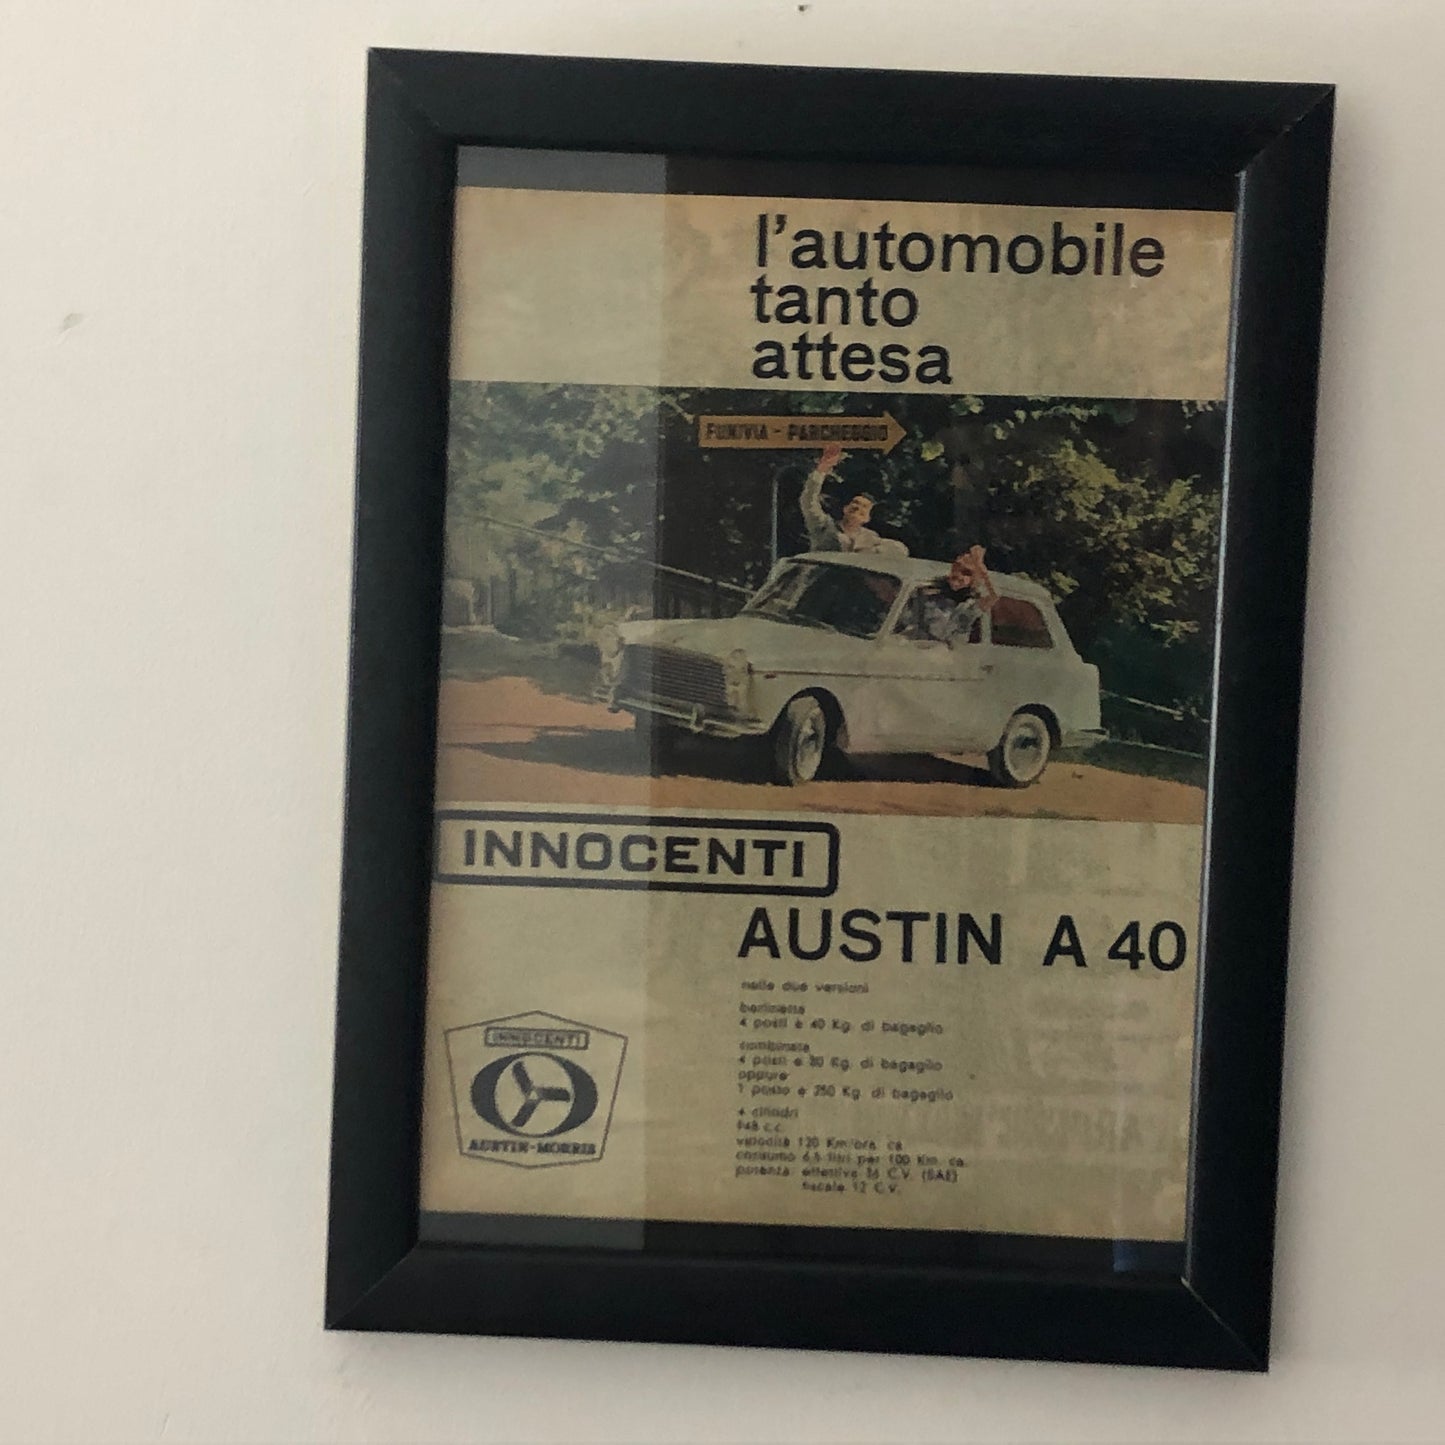 l'automobile
tanto
attesa
FUNIVIA - PARCHEGGIO
INNOCENTI
AUSTIN A 40
nelle due versioni
berlinetta
4 posti e 40 Kg. di bagaglio
combinata
4 posti e 80 Kg. di bagaglio
oppure
1 posto e 250 Kg. di bagaglio
4 cilindri
948 c.c.
velocità 120 Km/ora ca.
consumo 6,5 litri per 100 Km. ca.
potenza: effettiva C.V. (SAE)
fiscale 12 C.V.
INNOCENTI
AUSTIN-MORRIS